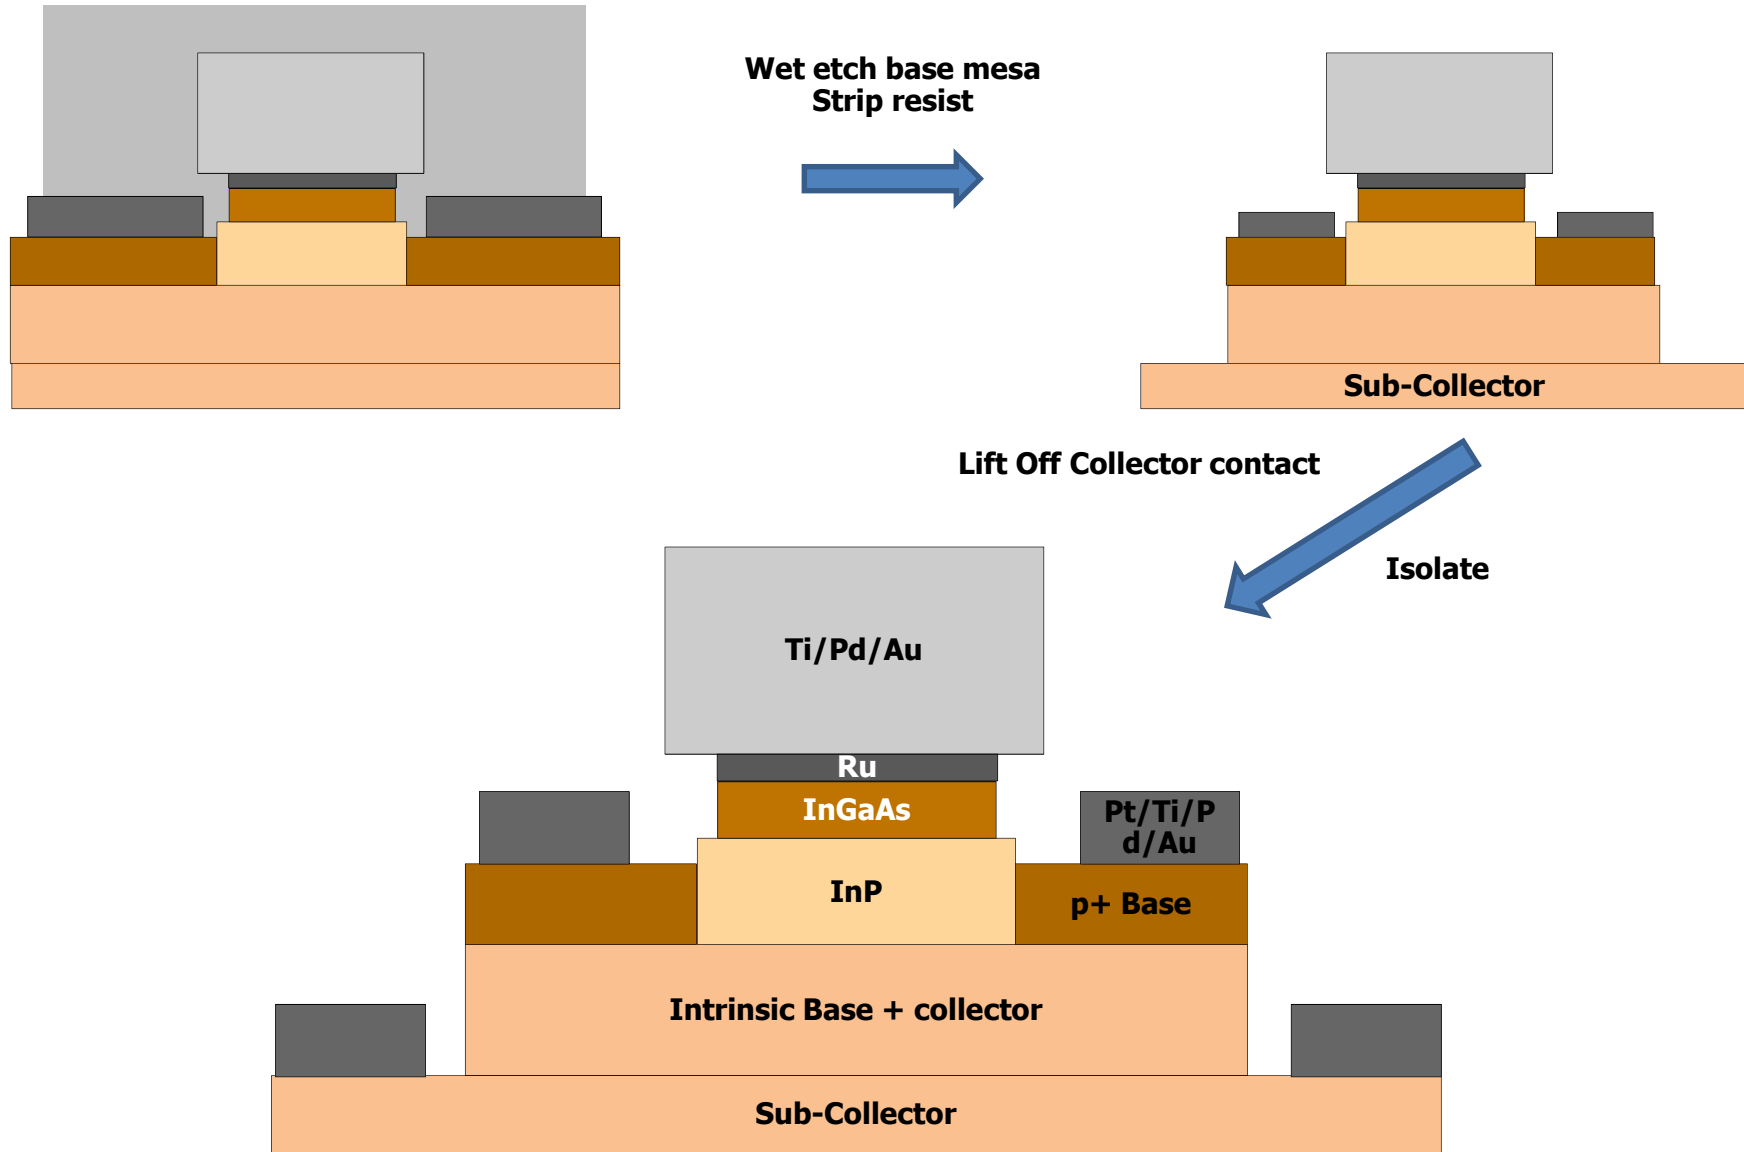 Wet etch base mesa
Strip resist
Sub-Collector
Lift Off Collector contact
Isolate
Ti/Pd/Au
Ru
InGaAs
Pt/Ti/P
d/Au
InP
p+ Base
Intrinsic Base + collector
Sub-Collector